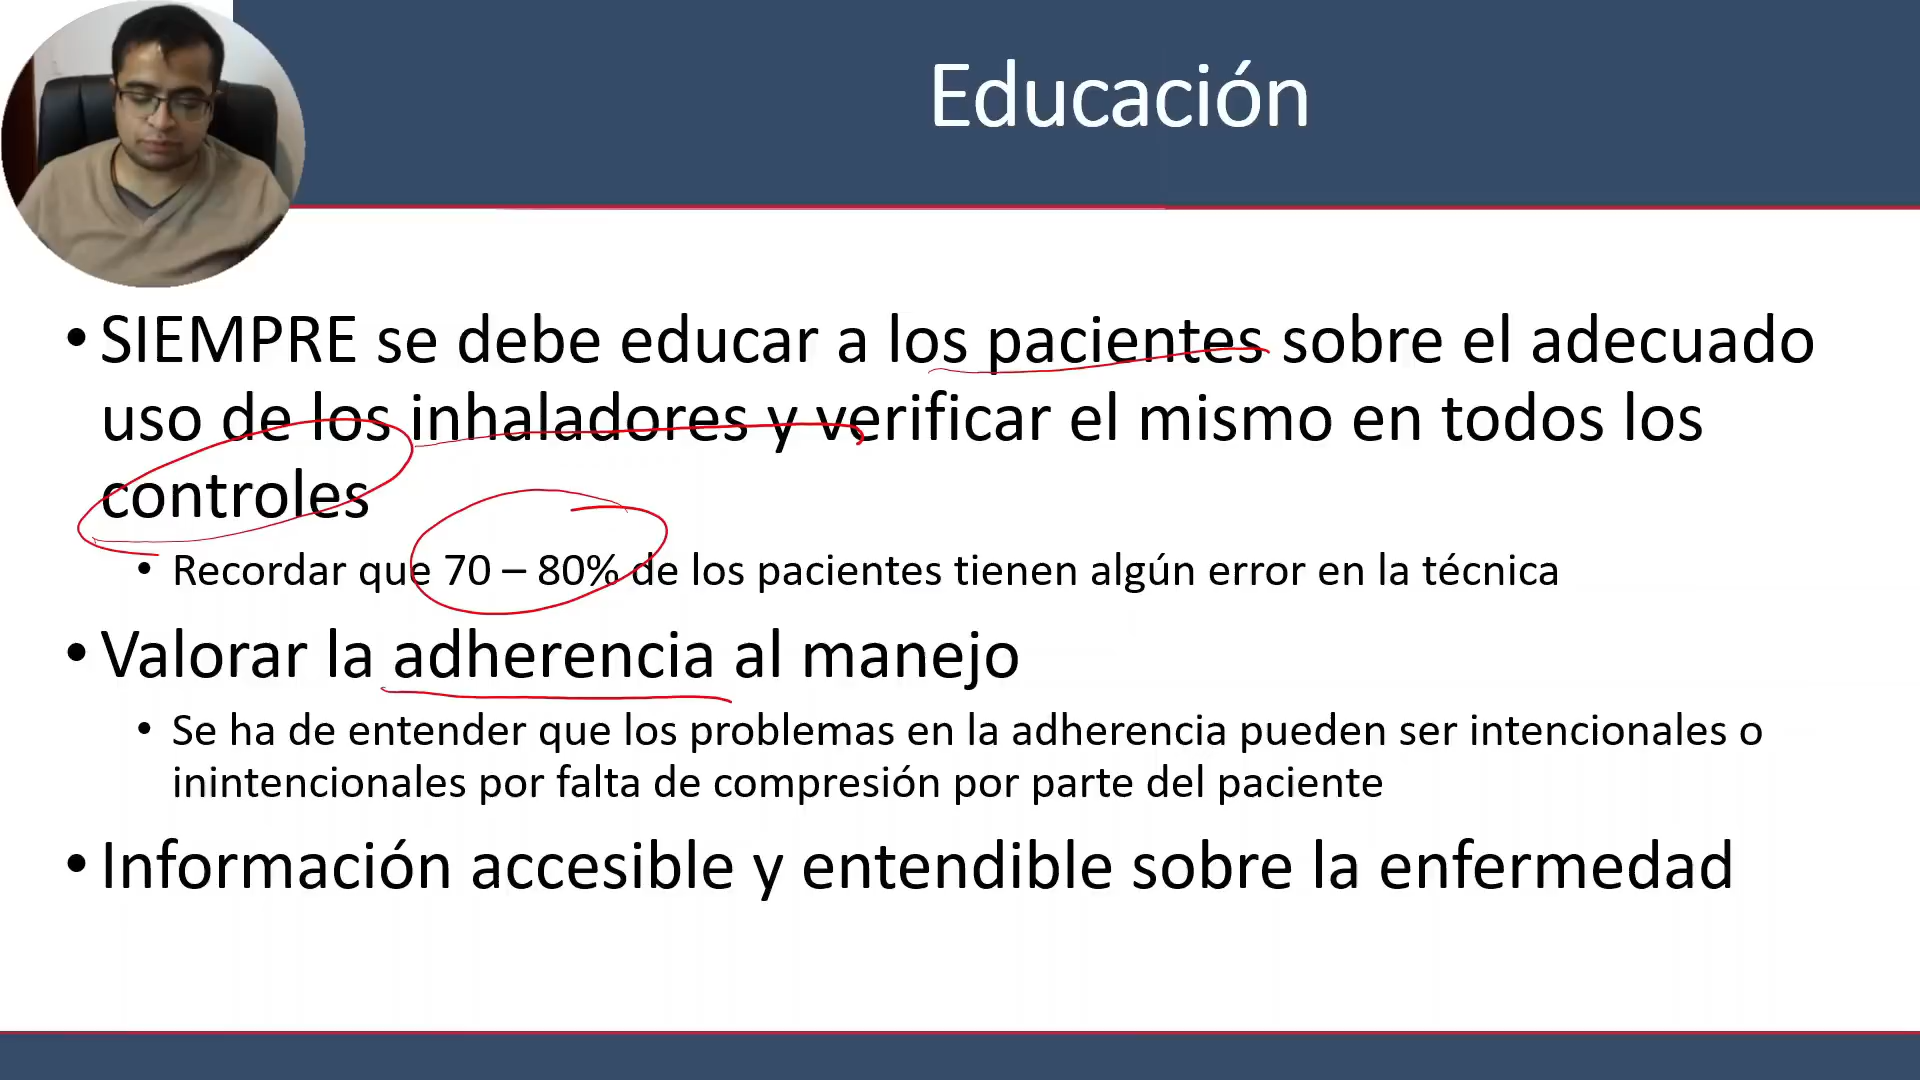 Educación
• SIEMPRE se debe educar a los pacientes sobre el adecuado
uso de los inhaladores y verificar el mismo en todos los
controles
• Recordar que 70 – 80% de los pacientes tienen algún error en la técnica
• Valorar la adherencia al manejo
• Se ha de entender que los problemas en la adherencia pueden ser intencionales o
inintencionales por falta de compresión por parte del paciente
• Información accesible y entendible sobre la enfermedad